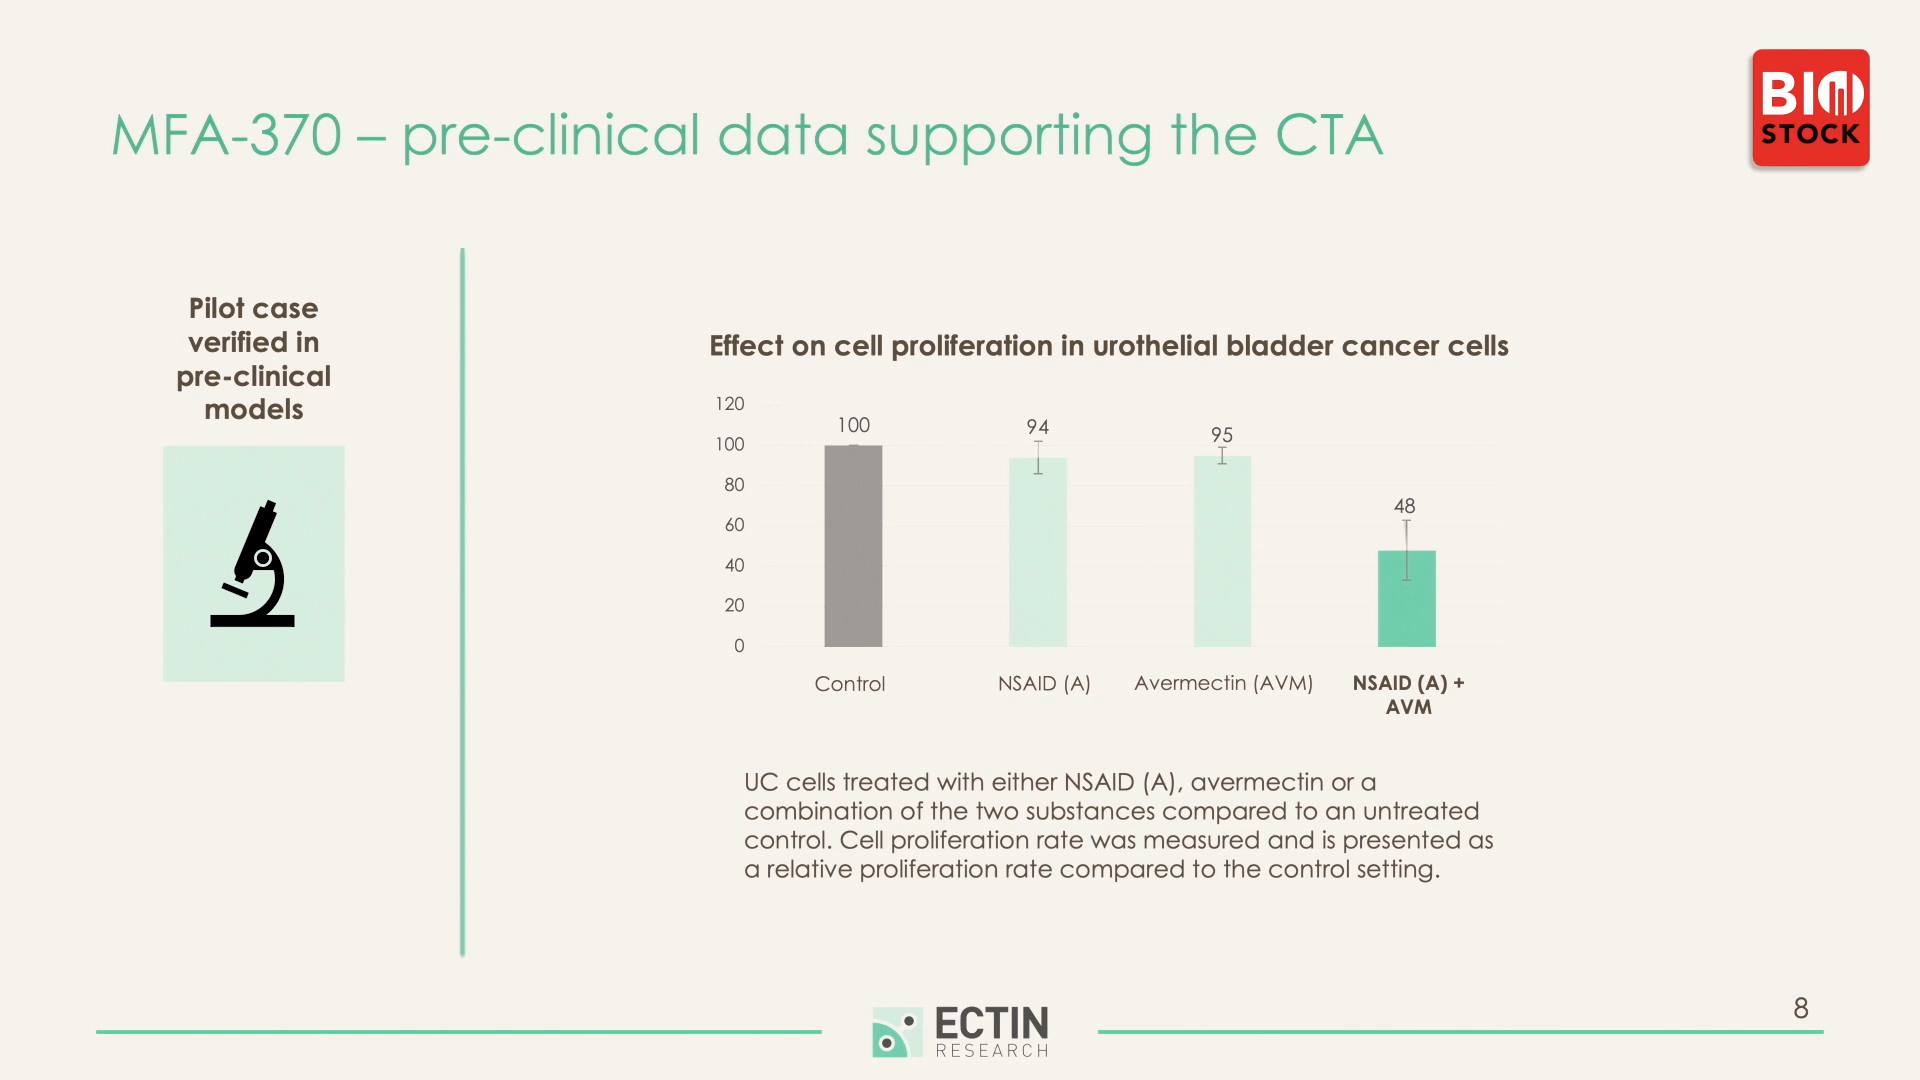 BIO
STOCK
MFA-370 – pre-clinical data supporting the CTA
Pilot case
verified in
pre-clinical
models
Effect on cell proliferation in urothelial bladder cancer cells
120
100
80
60
40
20
0
100
94
95
48
Control
NSAID (A)
Avermectin (AVM)
NSAID (A) +
AVM
UC cells treated with either NSAID (A), avermectin or a
combination of the two substances compared to an untreated
control. Cell proliferation rate was measured and is presented as
a relative proliferation rate compared to the control setting.
ECTIN
RESEARCH
8